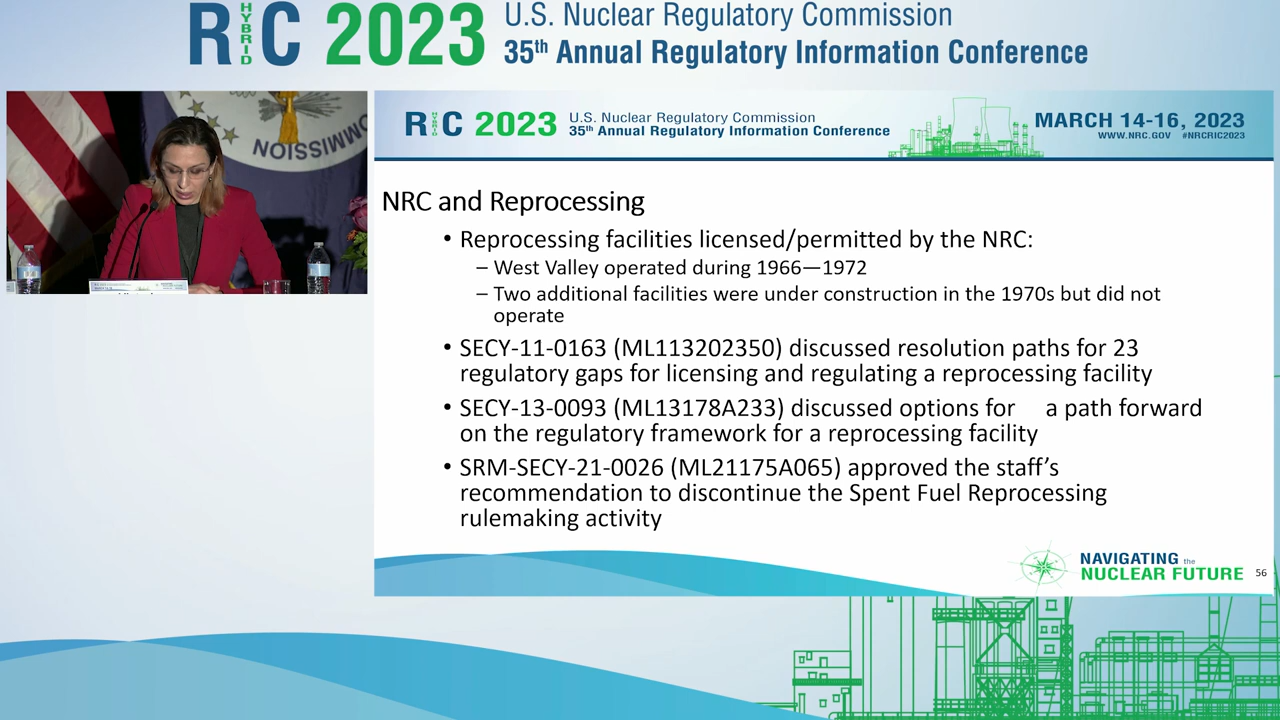 RIC 2023
HYBRID
U.S. Nuclear Regulatory Commission
35th Annual Regulatory Information Conference
MMISSION
RIC 2023
U.S. Nuclear Regulatory Commission
35th Annual Regulatory Information Conference
MARCH 14-16, 2023
WWW.NRC.GOV #NRCRIC2023
NRC and Reprocessing
• Reprocessing facilities licensed/permitted by the NRC:
– West Valley operated during 1966—1972
– Two additional facilities were under construction in the 1970s but did not
operate
• SECY-11-0163 (ML113202350) discussed resolution paths for 23
regulatory gaps for licensing and regulating a reprocessing facility
• SECY-13-0093 (ML13178A233) discussed options for a path forward
on the regulatory framework for a reprocessing facility
• SRM-SECY-21-0026 (ML21175A065) approved the staff's
recommendation to discontinue the Spent Fuel Reprocessing
rulemaking activity
NAVIGATING the
NUCLEAR FUTURE
56